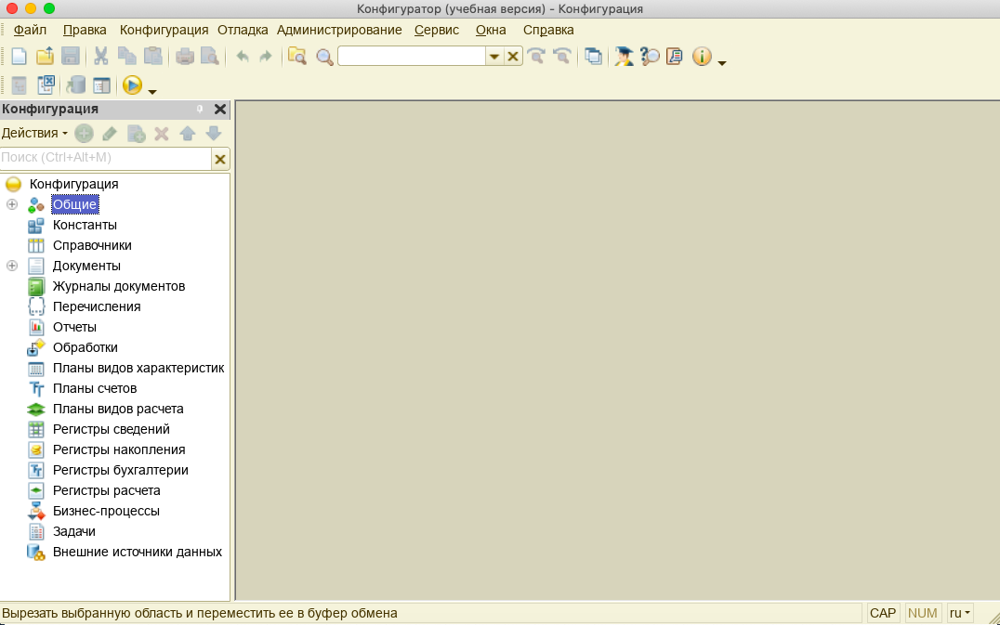 Конфигуратор (учебная версия) - Конфигурация
Файл Правка Конфигурация Отладка Администрирование Сервис Окна Справка
Конфигурация
Действия
Поиск (Ctrl+Alt+M)
Конфигурация
Общие
Константы
Справочники
Документы
Журналы документов
Перечисления
Отчеты
Обработки
Планы видов характеристик
Планы счетов
Планы видов расчета
Регистры сведений
Регистры накопления
Регистры бухгалтерии
Регистры расчета
Бизнес-процессы
Задачи
Внешние источники данных
Вырезать выбранную область и переместить ее в буфер обмена CAP NUM ru